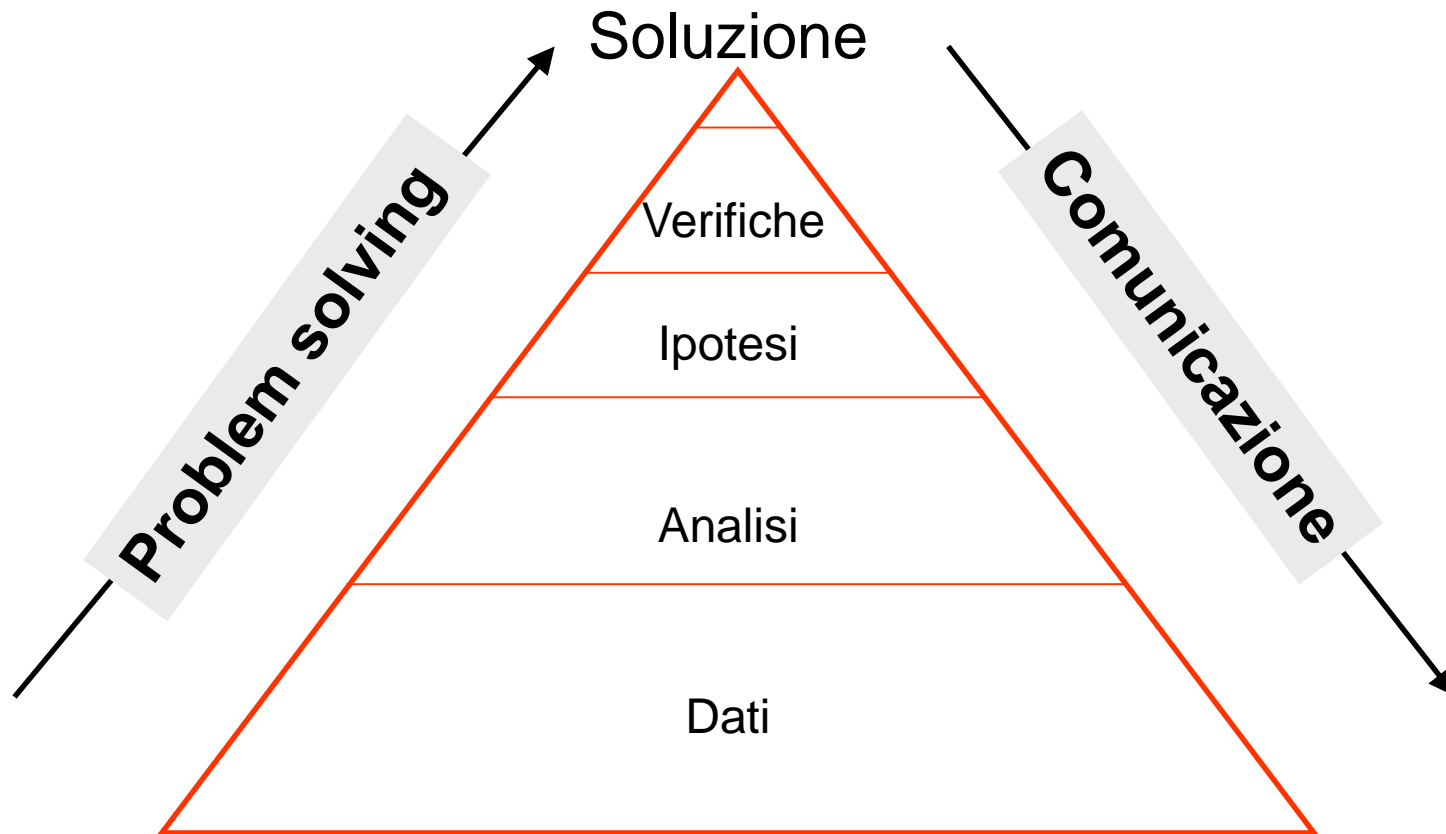 Soluzione
Problem solving
Comunicazione
Verifiche
Ipotesi
Analisi
Dati